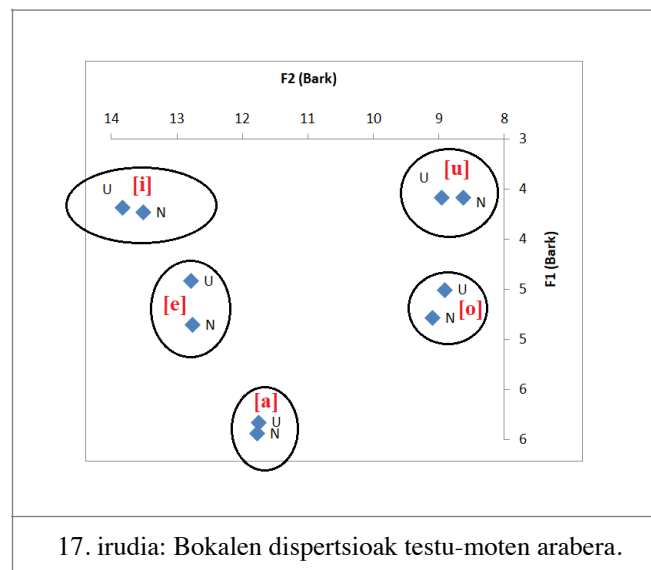 F2 (Bark)
14 13 12 11 10 9 8
3
U [i] U [u]
N N
4
4
F1 (Bark)
U U
5
[e] N N [o]
5
6
[a]
U
N
6
17. irudia: Bokalen dispertsioak testu-moten arabera.